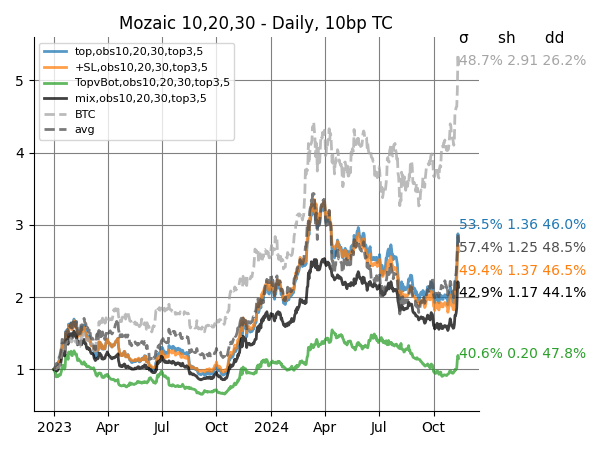 Mozaic 10,20,30 - Daily, 10bp TC
σ sh dd
top,obs10,20,30,top3,5
+SL,obs10,20,30,top3,5
TopvBot,obs10,20,30,top3,5
mix,obs10,20,30,top3,5
BTC
avg
48.7% 2.91 26.2%
53.5% 1.36 46.0%
57.4% 1.25 48.5%
49.4% 1.37 46.5%
42.9% 1.17 44.1%
40.6% 0.20 47.8%
5
4
3
2
1
2023 Apr Jul Oct 2024 Apr Jul Oct